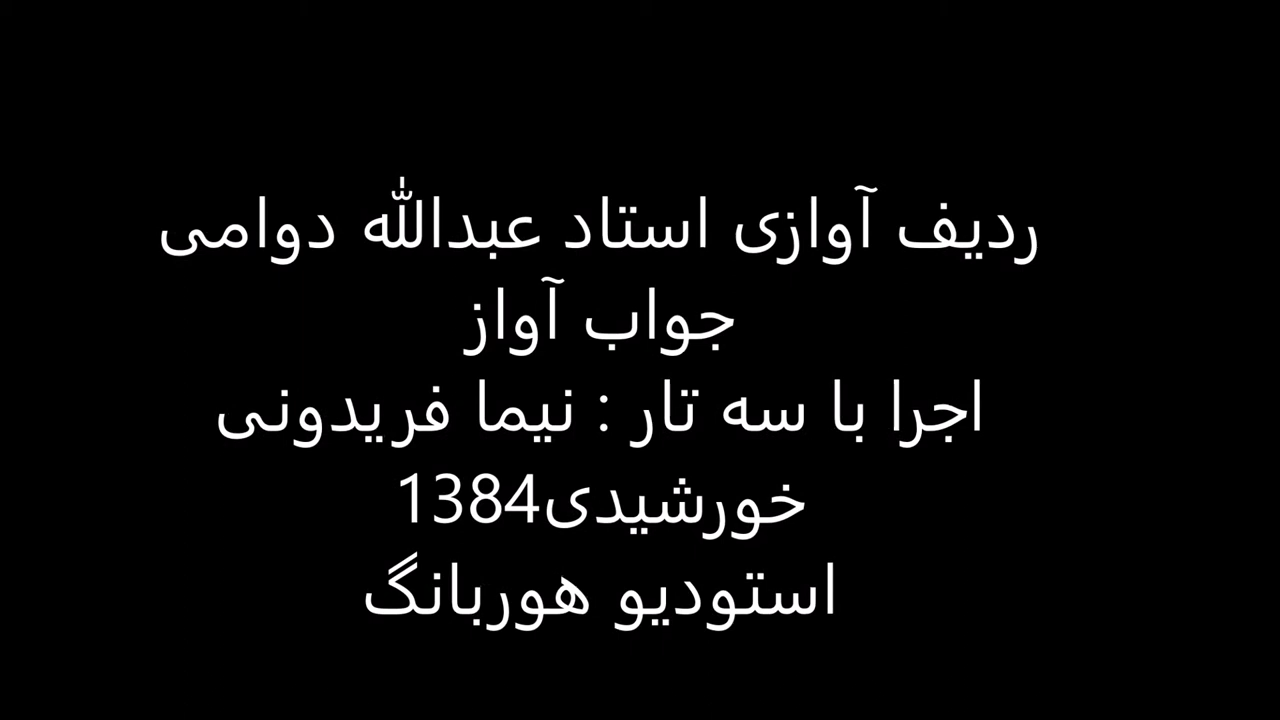 ردیف آوازی استاد عبدالله دوامی
جواب آواز
اجرا با سه تار : نیما فریدونی
خورشیدی1384
استودیو هوربانگ